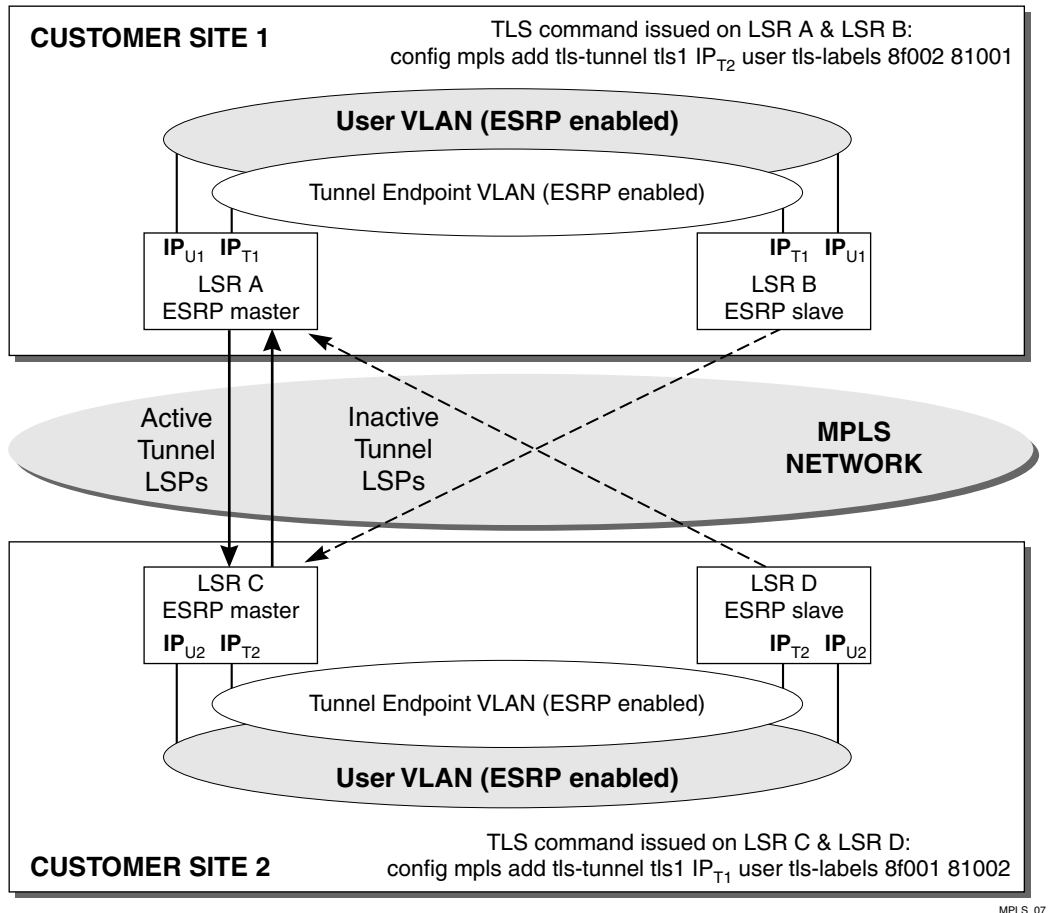 CUSTOMER SITE 1
TLS command issued on LSR A & LSR B:
config mpls add tls-tunnel tls1 IPT2 user tls-labels 8f002 81001
User VLAN (ESRP enabled)
Tunnel Endpoint VLAN (ESRP enabled)
IPU1 IPT1
LSR A
ESRP master
IPT1 IPU1
LSR B
ESRP slave
Active
Tunnel
LSPs
Inactive
Tunnel
LSPs
MPLS
NETWORK
LSR C
ESRP master
IPU2 IPT2
LSR D
ESRP slave
IPT2 IPU2
Tunnel Endpoint VLAN (ESRP enabled)
User VLAN (ESRP enabled)
CUSTOMER SITE 2
TLS command issued on LSR C & LSR D:
config mpls add tls-tunnel tls1 IPT1 user tls-labels 8f001 81002
MPLS_07